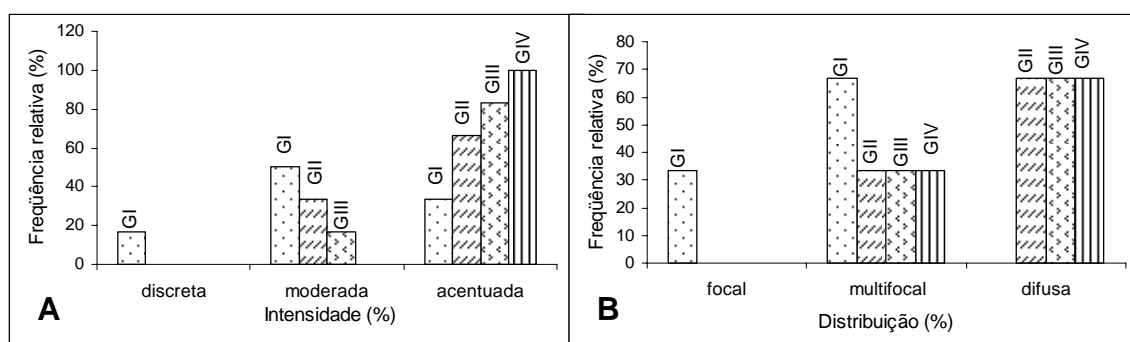 Freqüência relativa (%)
120
100
80
60
40
20
0
GI
GI
GII
GIII
GI
GII
GIII
GIV
discreta moderada acentuada
Intensidade (%)
A
Freqüência relativa (%)
80
70
60
50
40
30
20
10
0
GI
GI
GII
GIII
GIV
GII
GIII
GIV
focal multifocal difusa
Distribuição (%)
B